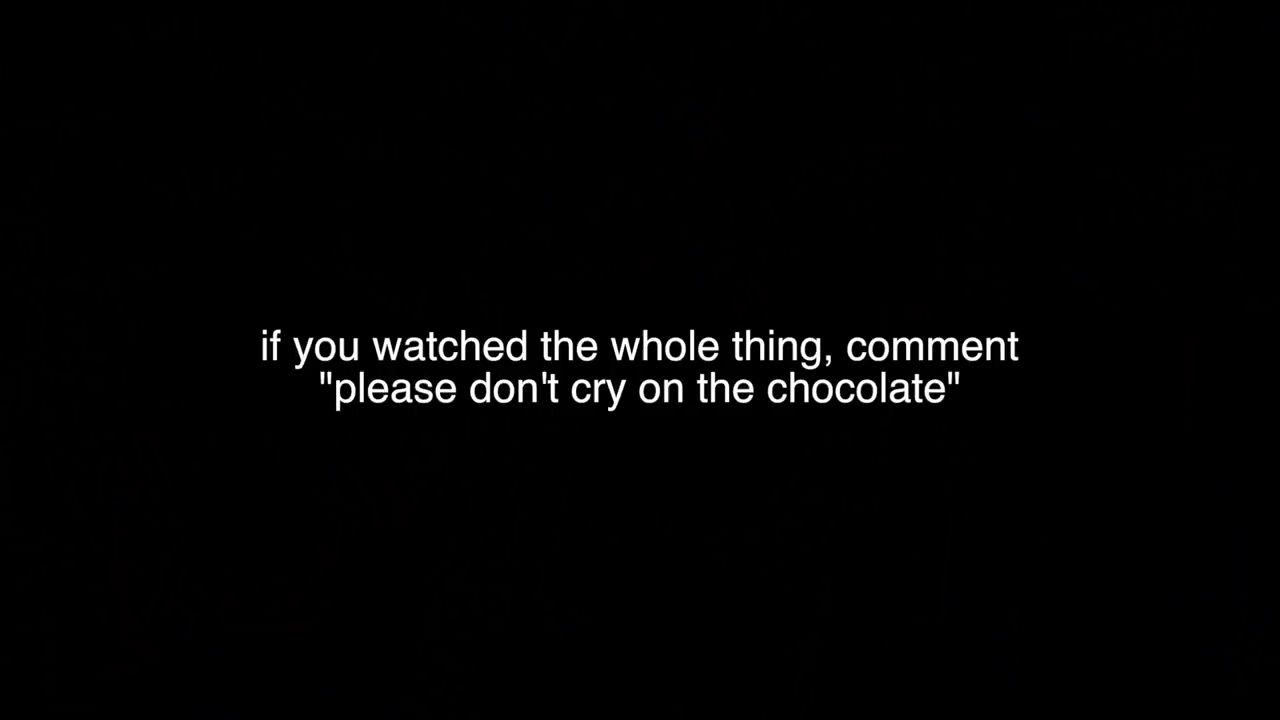 if you watched the whole thing, comment
"please don't cry on the chocolate"